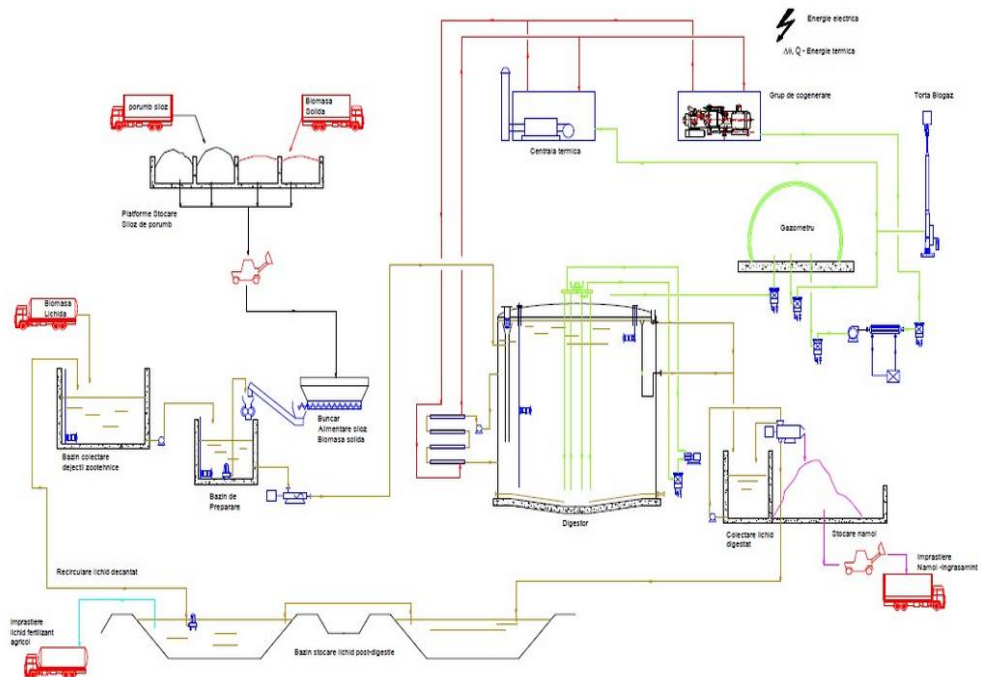 Energie electrica
Δθ, Q - Energie termica
porumb siloz
Biomasa
Solida
Grup de cogenerare
Torta Biogaz
Centrala termica
Platforme Stocare
Siloz de porumb
Gazometru
Biomasa
Lichida
Buncar
Alimentare siloz
Biomasa solida
Bazin colectare
dejectii zootehnice
Bazin de
Preparare
Digestor
Colectare lichid
digestat
Stocare namol
Imprastiere
Namol -Ingrasamint
Recirculare lichid decantat
Imprastiere
lichid fertilizant
agricol
Bazin stocare lichid post-digestie